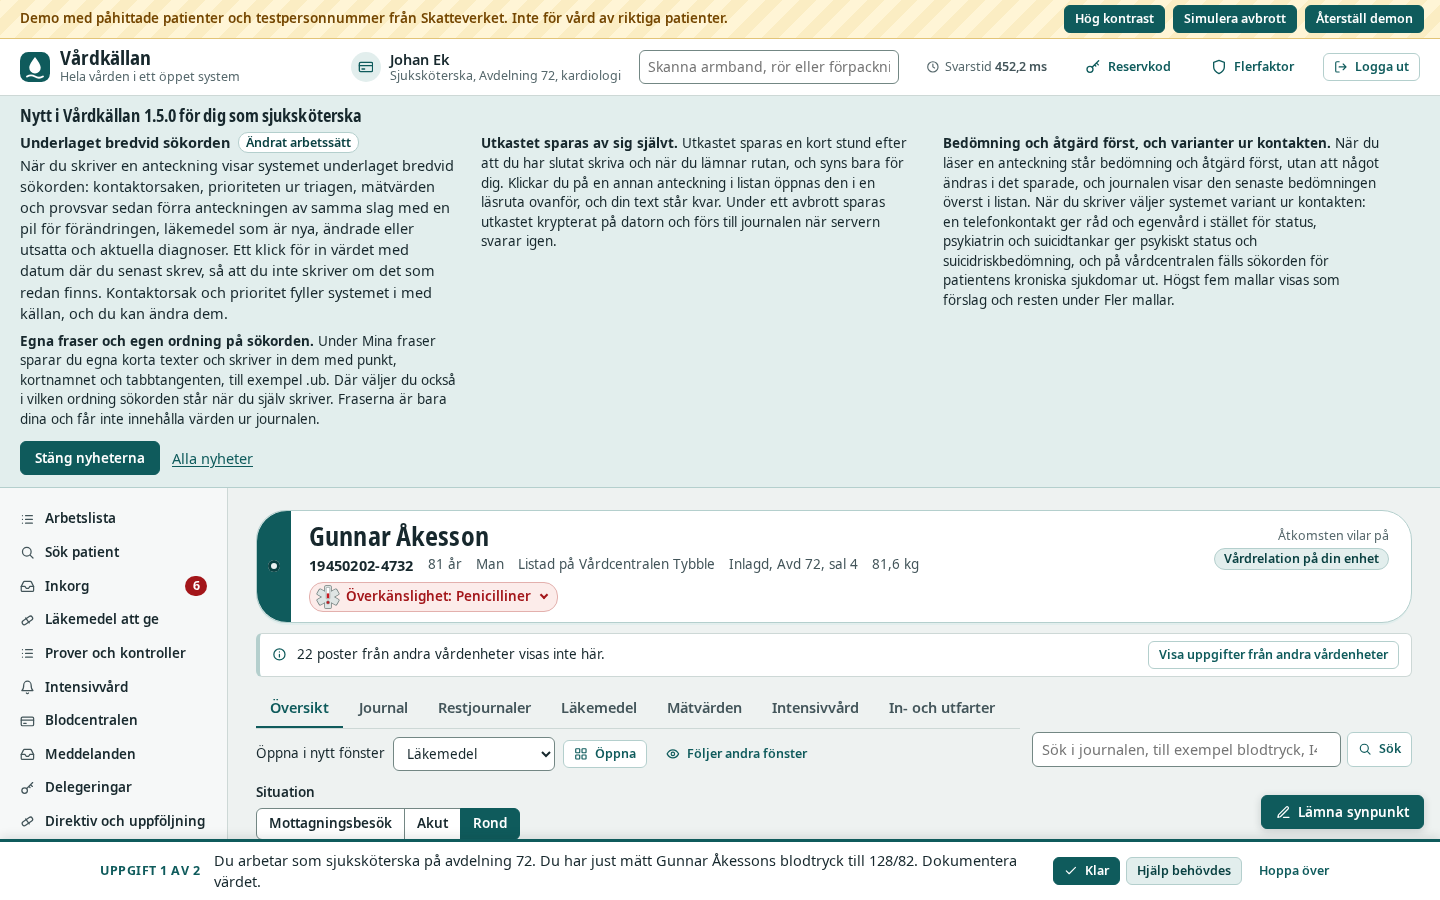 Demo med påhittade patienter och testpersonnummer från Skatteverket. Inte för vård av riktiga patienter.
Hög kontrast
Simulera avbrott
Återställ demon
Vårdkällan
Hela vården i ett öppet system
Johan Ek
Sjuksköterska, Avdelning 72, kardiologi
Skanna armband, rör eller förpackni
Svarstid 452,2 ms
Reservkod
Flerfaktor
Logga ut
Nytt i Vårdkällan 1.5.0 för dig som sjuksköterska
Underlaget bredvid sökorden Ändrat arbetssätt
När du skriver en anteckning visar systemet underlaget bredvid
sökorden: kontaktorsaken, prioriteten ur triagen, mätvärden
och provsvar sedan förra anteckningen av samma slag med en
pil för förändringen, läkemedel som är nya, ändrade eller
utsatta och aktuella diagnoser. Ett klick för in värdet med
datum där du senast skrev, så att du inte skriver om det som
redan finns. Kontaktorsak och prioritet fyller systemet i med
källan, och du kan ändra dem.
Egna fraser och egen ordning på sökorden. Under Mina fraser
sparar du egna korta texter och skriver in dem med punkt,
kortnamnet och tabbtangenten, till exempel .ub. Där väljer du också
i vilken ordning sökorden står när du själv skriver. Fraserna är bara
dina och får inte innehålla värden ur journalen.
Utkastet sparas av sig självt. Utkastet sparas en kort stund efter
att du har slutat skriva och när du lämnar rutan, och syns bara för
dig. Klickar du på en annan anteckning i listan öppnas den i en
läsruta ovanför, och din text står kvar. Under ett avbrott sparas
utkastet krypterat på datorn och förs till journalen när servern
svarar igen.
Bedömning och åtgärd först, och varianter ur kontakten. När du
läser en anteckning står bedömning och åtgärd först, utan att något
ändras i det sparade, och journalen visar den senaste bedömningen
överst i listan. När du skriver väljer systemet variant ur kontakten:
en telefonkontakt ger råd och egenvård i stället för status,
psykiatrin och suicidtankar ger psykiskt status och
suicidriskbedömning, och på vårdcentralen fälls sökorden för
patientens kroniska sjukdomar ut. Högst fem mallar visas som
förslag och resten under Fler mallar.
Stäng nyheterna
Alla nyheter
Arbetslista
Sök patient
Inkorg 6
Läkemedel att ge
Prover och kontroller
Intensivvård
Blodcentralen
Meddelanden
Delegeringar
Direktiv och uppföljning
Gunnar Åkesson
19450202-4732 81 år Man Listad på Vårdcentralen Tybble Inlagd, Avd 72, sal 4 81,6 kg
Överkänslighet: Penicilliner
Åtkomsten vilar på
Vårdrelation på din enhet
22 poster från andra vårdenheter visas inte här.
Visa uppgifter från andra vårdenheter
Översikt
Journal
Restjournaler
Läkemedel
Mätvärden
Intensivvård
In- och utfarter
Öppna i nytt fönster
Läkemedel
Öppna
Följer andra fönster
Sök i journalen, till exempel blodtryck, I
Sök
Situation
Mottagningsbesök
Akut
Rond
Lämna synpunkt
UPPGIFT 1 AV 2
Du arbetar som sjuksköterska på avdelning 72. Du har just mätt Gunnar Åkessons blodtryck till 128/82. Dokumentera
värdet.
Klar
Hjälp behövdes
Hoppa över